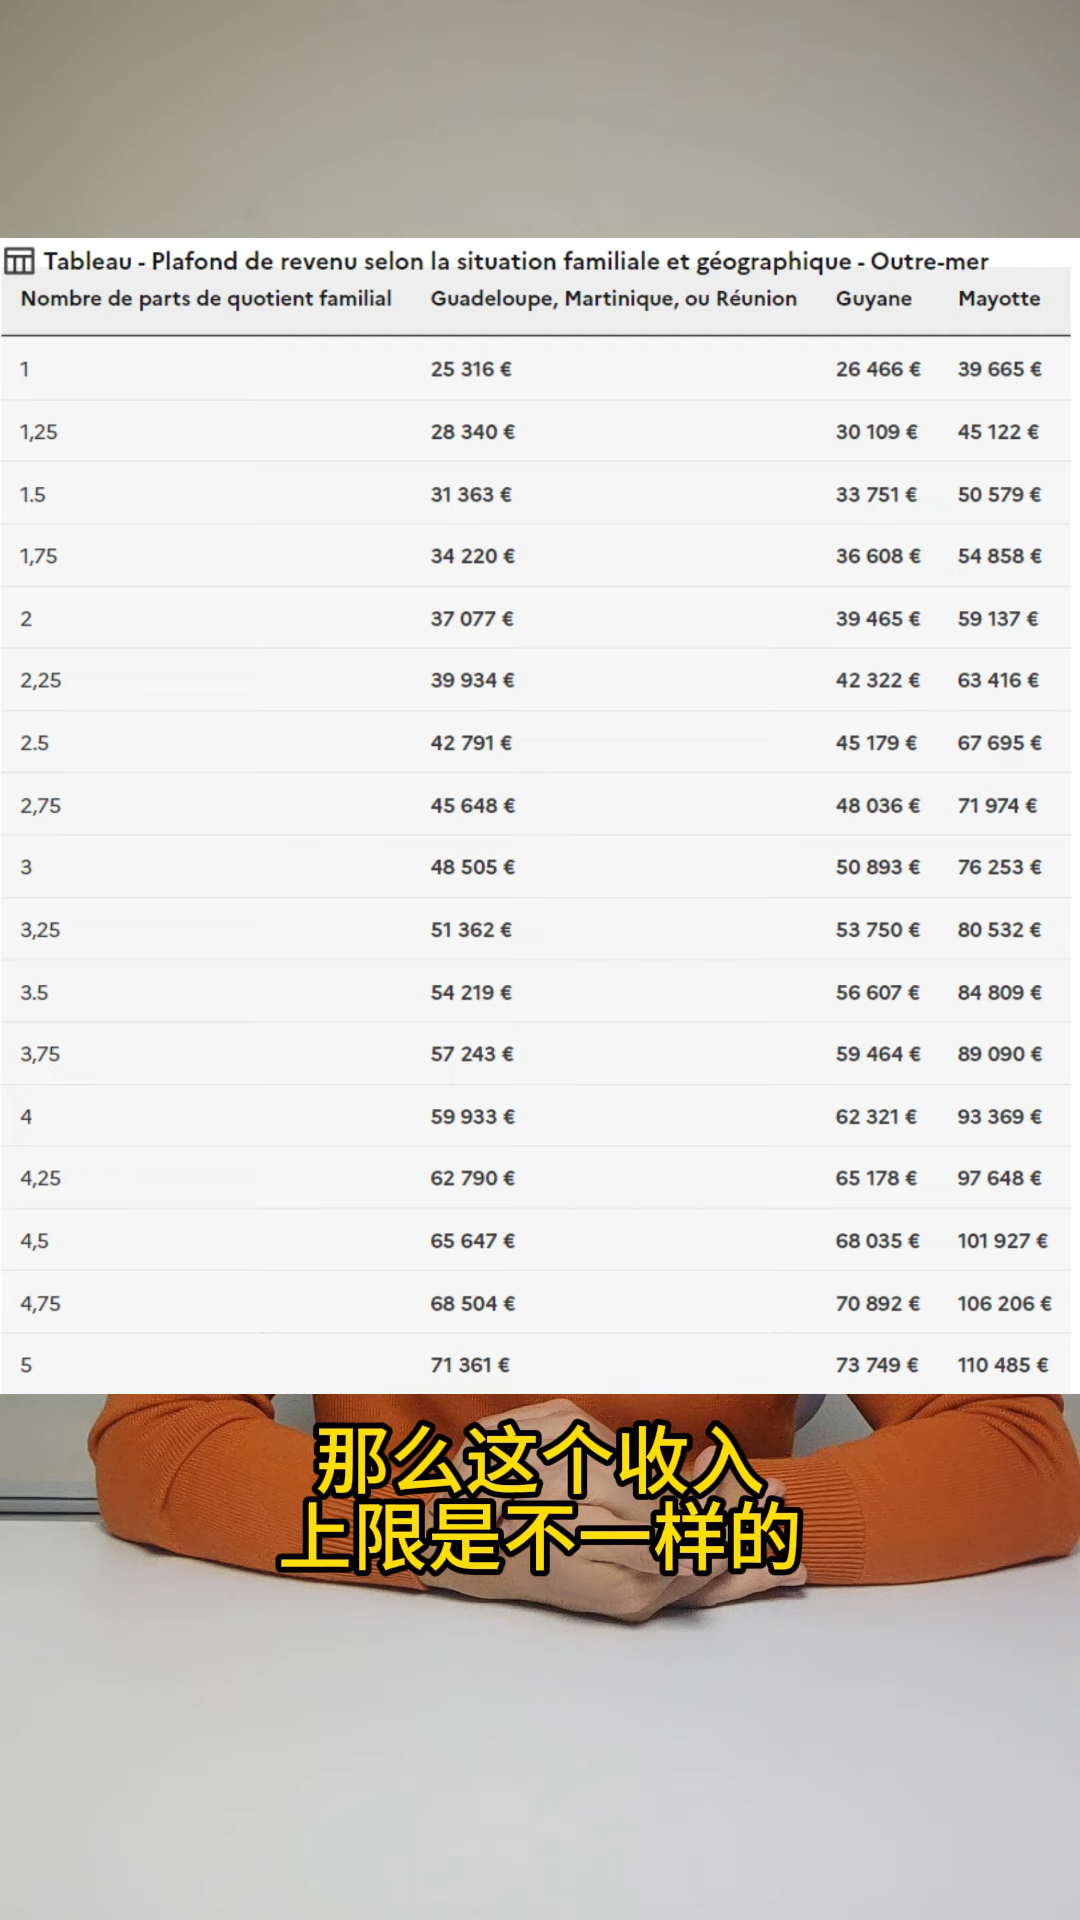 Tableau - Plafond de revenu selon la situation familiale et géographique - Outre-mer
Nombre de parts de quotient familial Guadeloupe, Martinique, ou Réunion Guyane Mayotte
1 25 316 € 26 466 € 39 665 €
1,25 28 340 € 30 109 € 45 122 €
1.5 31 363 € 33 751 € 50 579 €
1,75 34 220 € 36 608 € 54 858 €
2 37 077 € 39 465 € 59 137 €
2,25 39 934 € 42 322 € 63 416 €
2.5 42 791 € 45 179 € 67 695 €
2,75 45 648 € 48 036 € 71 974 €
3 48 505 € 50 893 € 76 253 €
3,25 51 362 € 53 750 € 80 532 €
3.5 54 219 € 56 607 € 84 809 €
3,75 57 243 € 59 464 € 89 090 €
4 59 933 € 62 321 € 93 369 €
4,25 62 790 € 65 178 € 97 648 €
4,5 65 647 € 68 035 € 101 927 €
4,75 68 504 € 70 892 € 106 206 €
5 71 361 € 73 749 € 110 485 €
那么这个收入
上限是不一样的